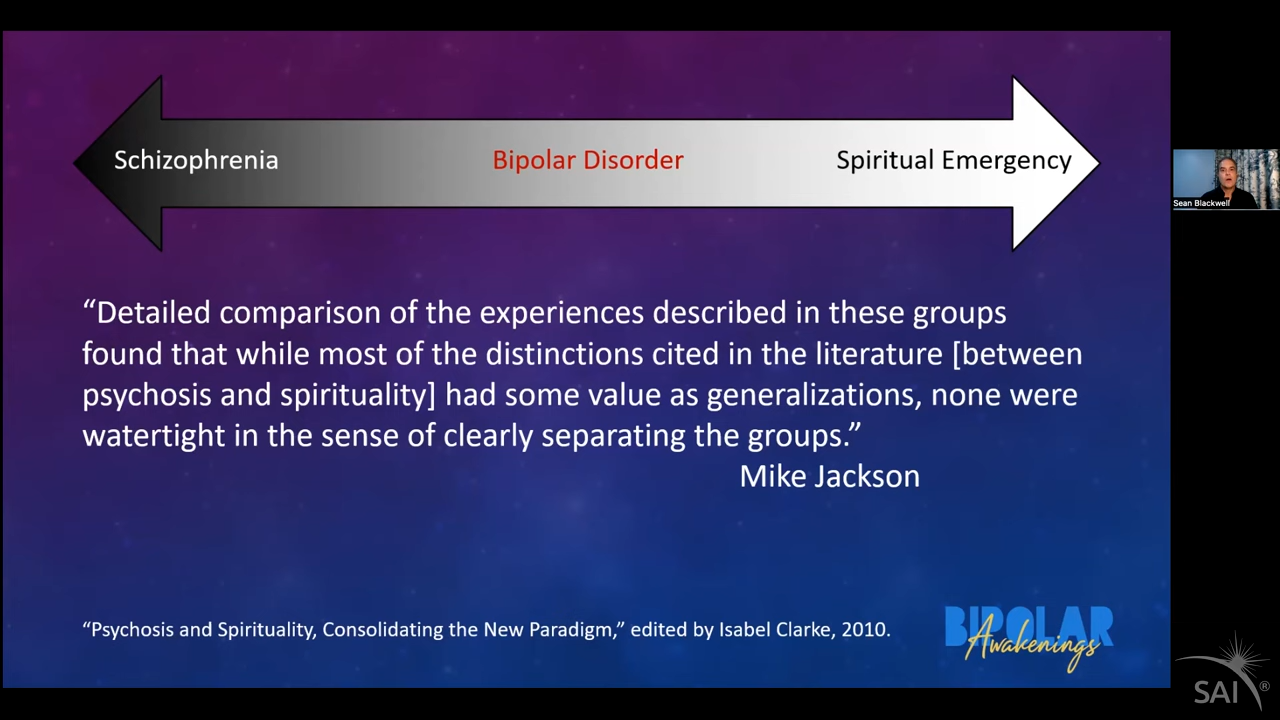 Schizophrenia
Bipolar Disorder
Spiritual Emergency
“Detailed comparison of the experiences described in these groups
found that while most of the distinctions cited in the literature [between
psychosis and spirituality] had some value as generalizations, none were
watertight in the sense of clearly separating the groups.”
Mike Jackson
“Psychosis and Spirituality, Consolidating the New Paradigm,” edited by Isabel Clarke, 2010.
BIPOLAR
Awakenings
Sean Blackwell
SAI®